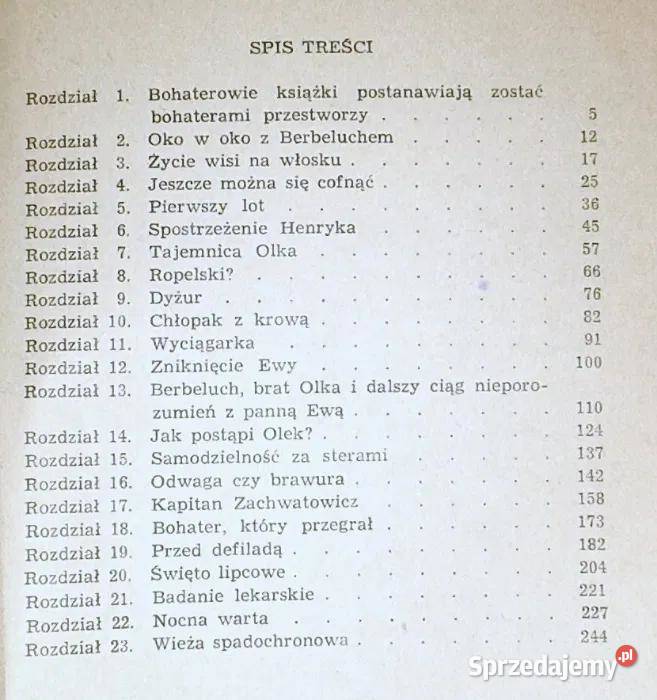 SPIS TREŚCI
Rozdział 1. Bohaterowie książki postanawiają zostać
bohaterami przestworzy . . . . . . 5
Rozdział 2. Oko w oko z Berbeluchem . . . . . 12
Rozdział 3. Życie wisi na włosku . . . . . . . 17
Rozdział 4. Jeszcze można się cofnąć . . . . . . 25
Rozdział 5. Pierwszy lot . . . . . . . . 36
Rozdział 6. Spostrzeżenie Henryka . . . . . . 45
Rozdział 7. Tajemnica Olka . . . . . . . 57
Rozdział 8. Ropelski? . . . . . . . . . 66
Rozdział 9. Dyżur . . . . . . . . . . 76
Rozdział 10. Chłopak z krową . . . . . . . 82
Rozdział 11. Wyciągarka . . . . . . . . 91
Rozdział 12. Zniknięcie Ewy . . . . . . . 100
Rozdział 13. Berbeluch, brat Olka i dalszy ciąg nieporo-
zumień z panną Ewą . . . . . . . 110
Rozdział 14. Jak postąpi Olek? . . . . . . . 124
Rozdział 15. Samodzielność za sterami . . . . . 137
Rozdział 16. Odwaga czy brawura . . . . . . 142
Rozdział 17. Kapitan Zachwatowicz . . . . . . 158
Rozdział 18. Bohater, który przegrał . . . . . . 173
Rozdział 19. Przed defiladą . . . . . . . . 182
Rozdział 20. Święto lipcowe . . . . . . . . 204
Rozdział 21. Badanie lekarskie . . . . . . . 221
Rozdział 22. Nocna warta . . . . . . . . 227
Rozdział 23. Wieża spadochronowa . . . . . . 244
Sprzedajemy.pl